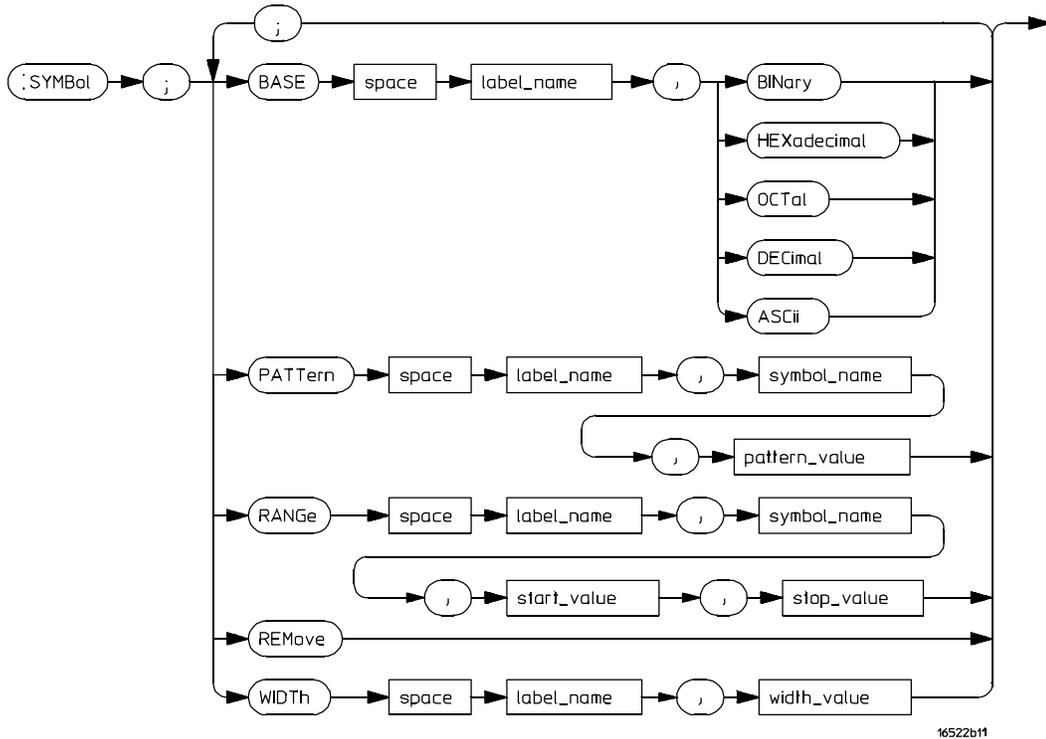 ;
:SYMBol ; BASE space label_name , BINary
HEXadecimal
OCTal
DECimal
ASCii
PATTern space label_name , symbol_name
, pattern_value
RANGe space label_name , symbol_name
, start_value , stop_value
REMove
WIDTh space label_name , width_value
16522b11